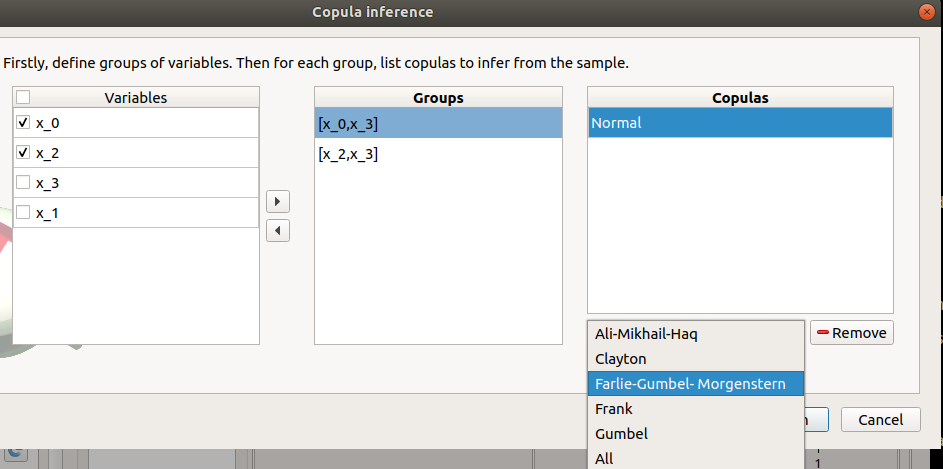 Copula inference
Firstly, define groups of variables. Then for each group, list copulas to infer from the sample.
Variables
Groups
Copulas
x_0
x_2
x_3
x_1
[x_0,x_3]
[x_2,x_3]
Normal
Remove
Ali-Mikhail-Haq
Clayton
Farlie-Gumbel- Morgenstern
Frank
Gumbel
All
Cancel
1